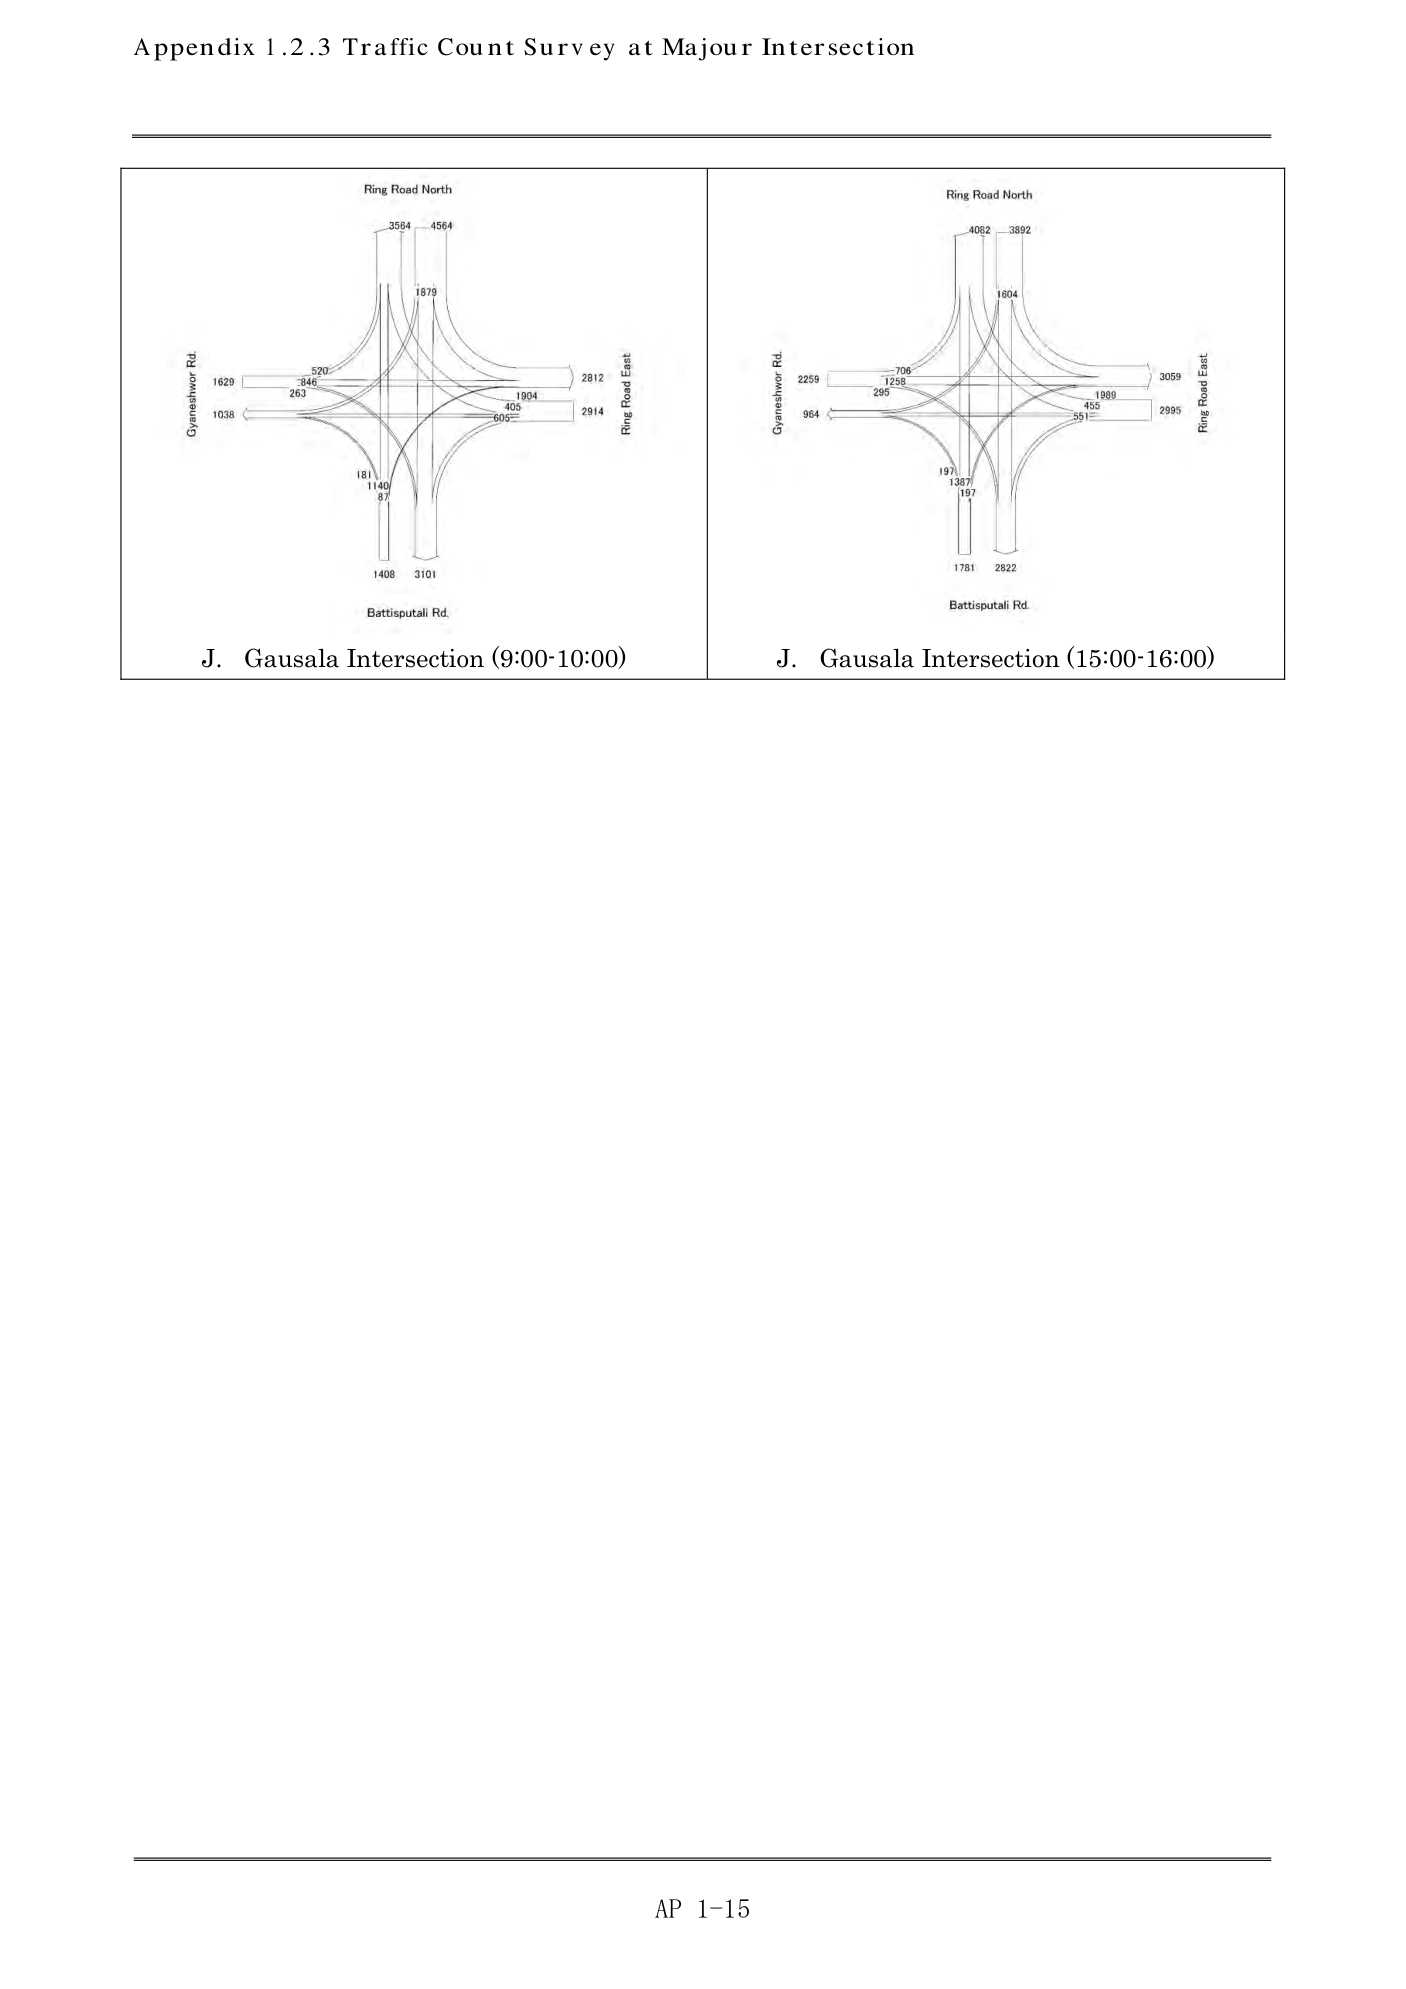 Appendix 1.2.3 Traffic Count Survey at Majour Intersection
Ring Road North
3564 4564
1879
Gyaneshwor Rd.
1629
1038
520
846
263
1904
405
605
2812
2914
Ring Road East
181
1140
87
1408 3101
Battisputali Rd.
J. Gausala Intersection (9:00-10:00)
Ring Road North
4082 3892
1604
Gyaneshwor Rd.
2259
984
706
1258
295
1989
455
551
3059
2995
Ring Road East
197
1387
197
1781 2822
Battisputali Rd.
J. Gausala Intersection (15:00-16:00)
AP 1-15